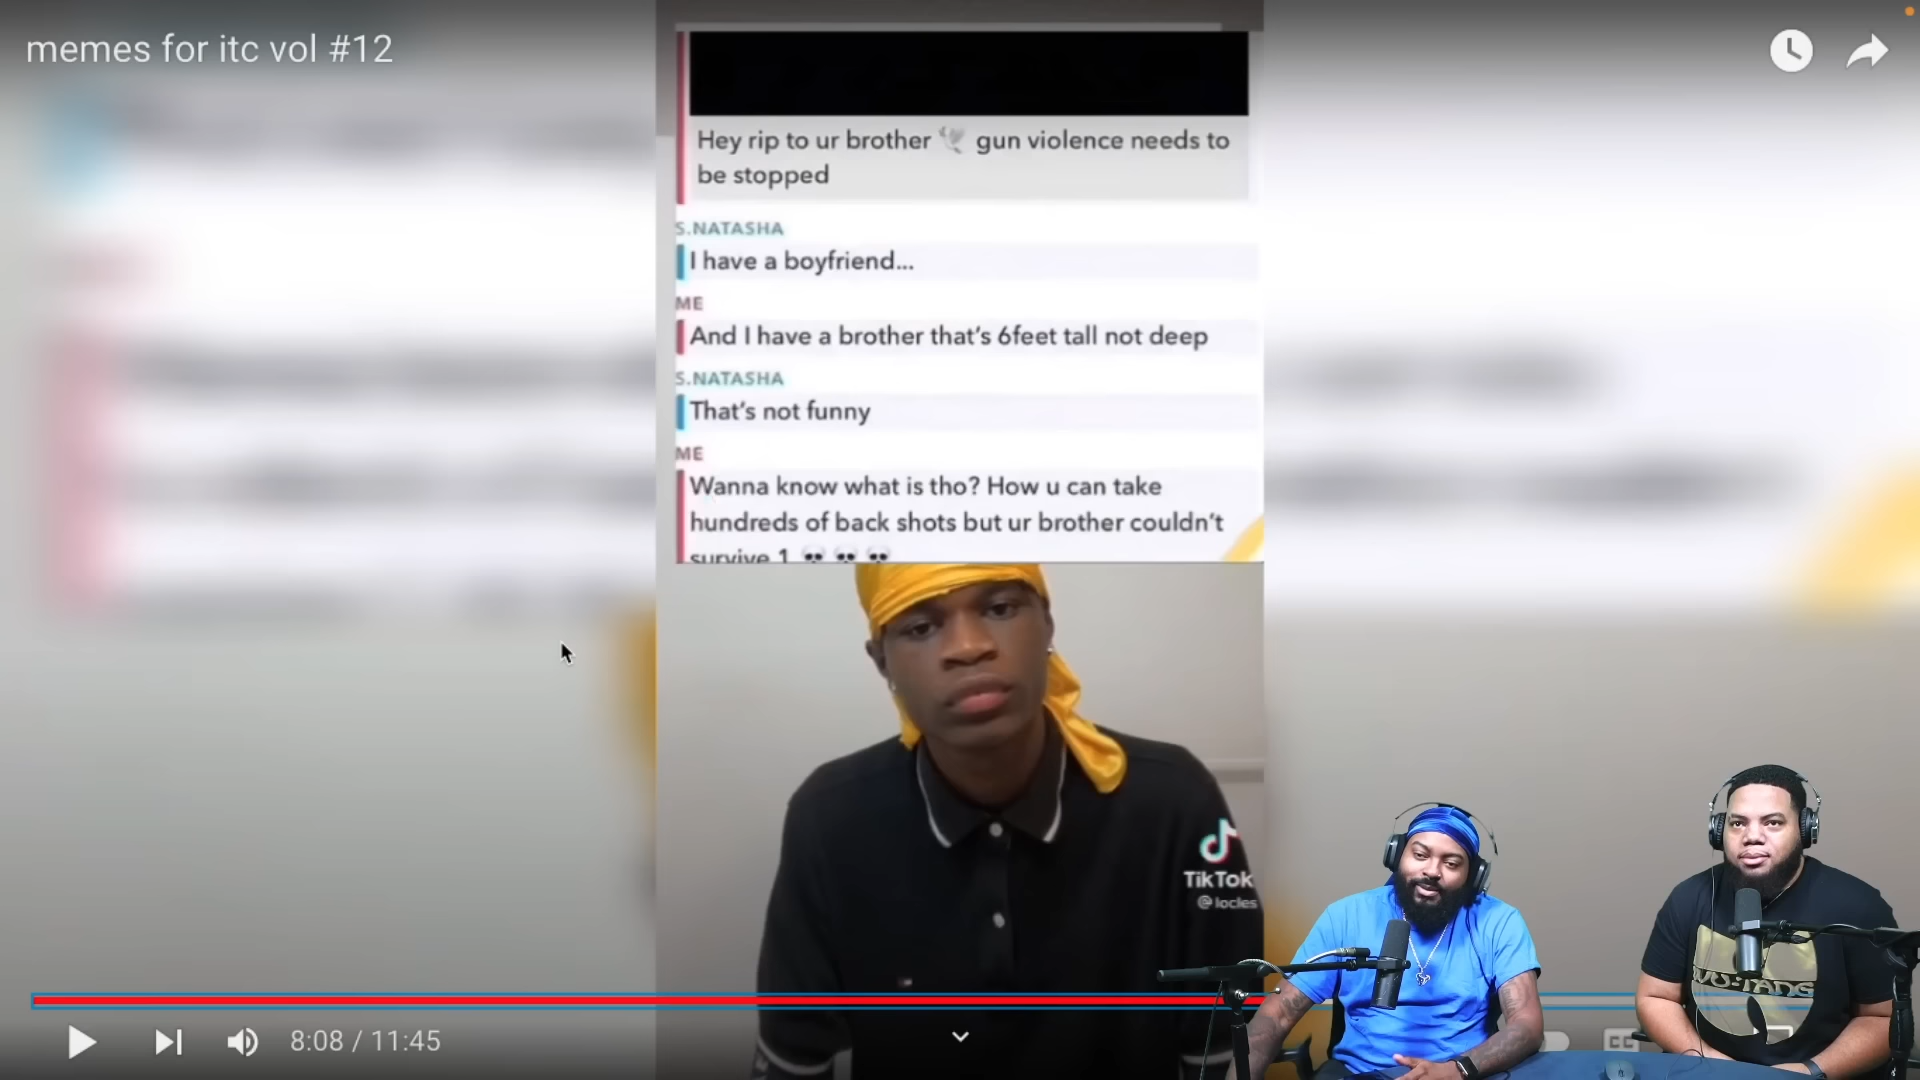 memes for itc vol #12
Hey rip to ur brother 🕊 gun violence needs to
be stopped
S.NATASHA
I have a boyfriend...
ME
And I have a brother that's 6feet tall not deep
S.NATASHA
That's not funny
ME
Wanna know what is tho? How u can take
hundreds of back shots but ur brother couldn't
survive 1 💀 💀 💀
TikTok
@locles
WU-TANG
8:08 / 11:45
CC